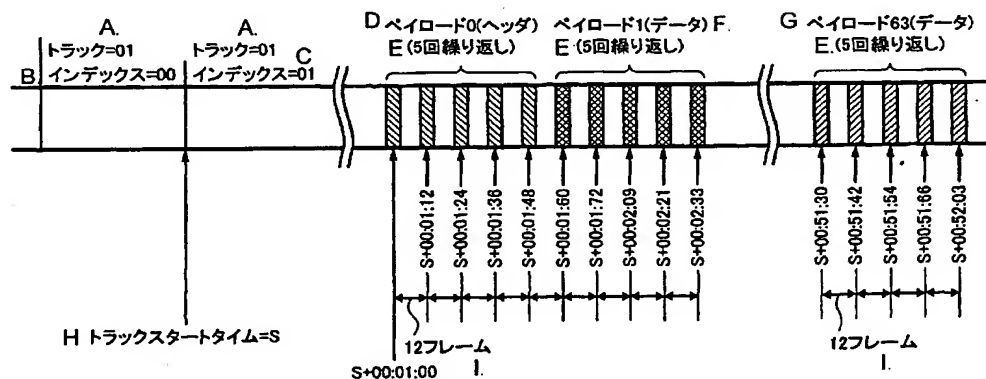 A.
トラック=01
B インデックス=00
A.
トラック=01 C
インデックス=01
D ペイロード0(ヘッダ)
E (5回繰り返し)
ペイロード1(データ) F.
E (5回繰り返し)
G ペイロード63(データ)
E. (5回繰り返し)
S+00:01:12
S+00:01:24
S+00:01:36
S+00:01:48
S+00:01:60
S+00:01:72
S+00:02:09
S+00:02:21
S+00:02:33
S+00:51:30
S+00:51:42
S+00:51:54
S+00:51:66
S+00:52:03
H トラックスタートタイム=S
12フレーム
I.
S+00:01:00
12フレーム
I.